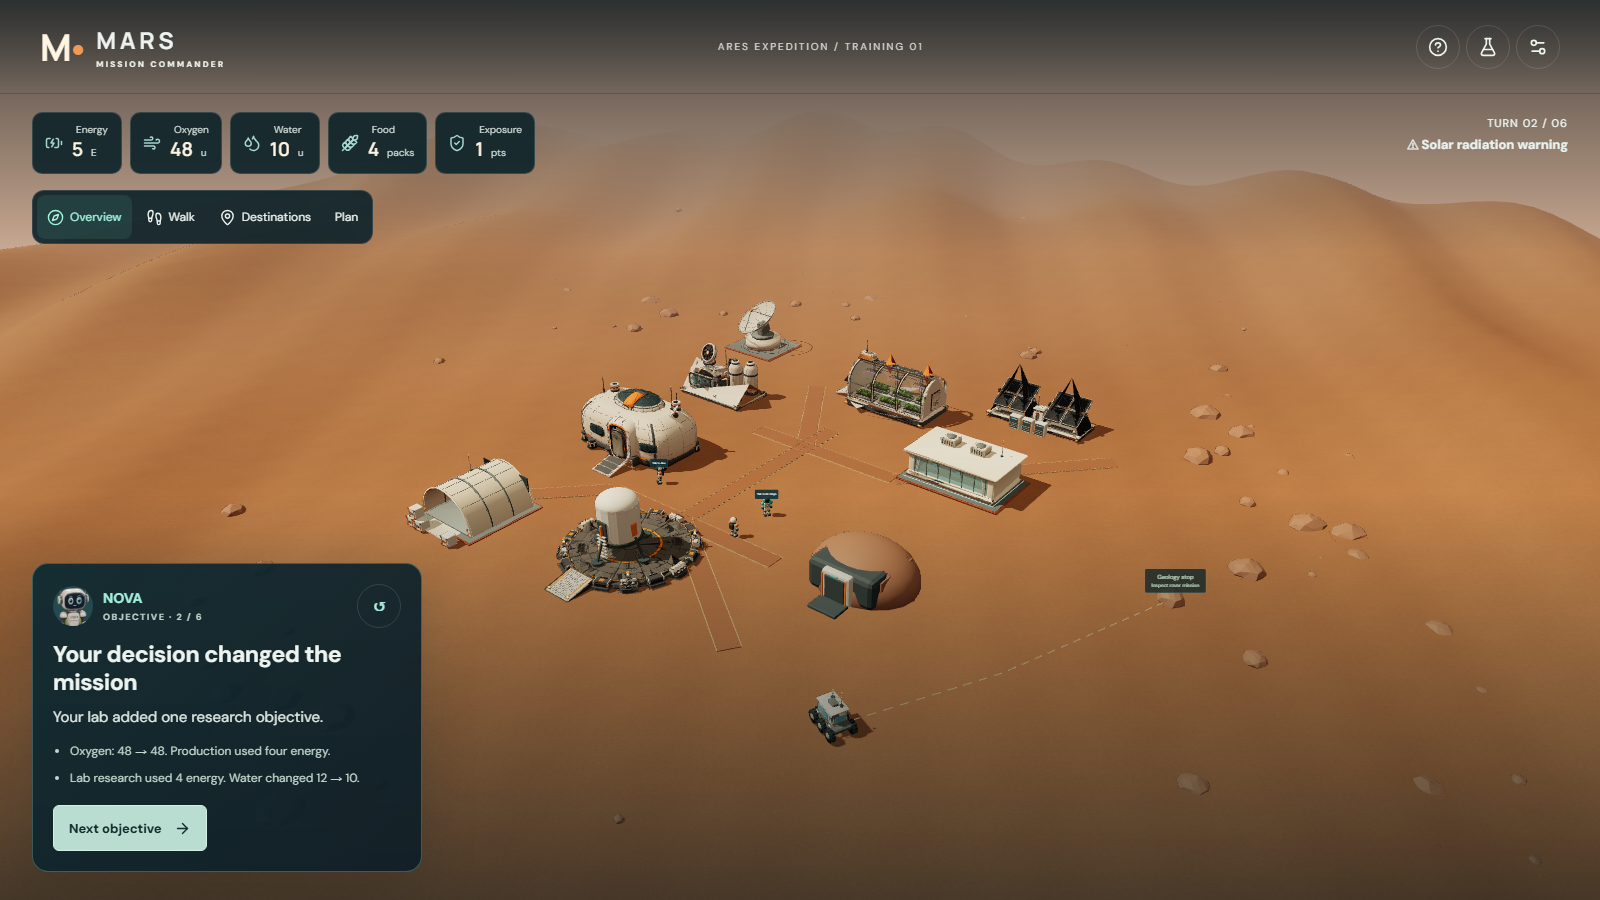 M
MARS
MISSION COMMANDER
ARES EXPEDITION / TRAINING 01
Energy
5 E
Oxygen
48 u
Water
10 u
Food
4 packs
Exposure
1 pts
TURN 02 / 06
Solar radiation warning
Overview
Walk
Destinations
Plan
Geology stop
Inspect rover mission
NOVA
OBJECTIVE · 2 / 6
Your decision changed the
mission
Your lab added one research objective.
• Oxygen: 48 → 48. Production used four energy.
• Lab research used 4 energy. Water changed 12 → 10.
Next objective →